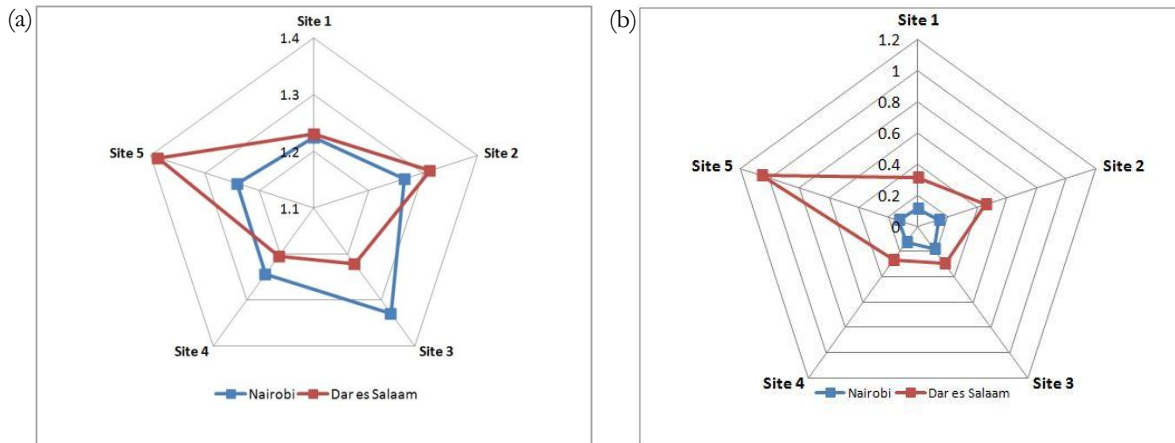 (a)
Site 1
1.4
1.3
1.2
1.1
Site 5
Site 2
Site 4
Site 3
Nairobi Dar es Salaam
(b)
Site 1
1.2
1
0.8
0.6
0.4
0.2
0
Site 5
Site 2
Site 4
Site 3
Nairobi Dar es Salaam